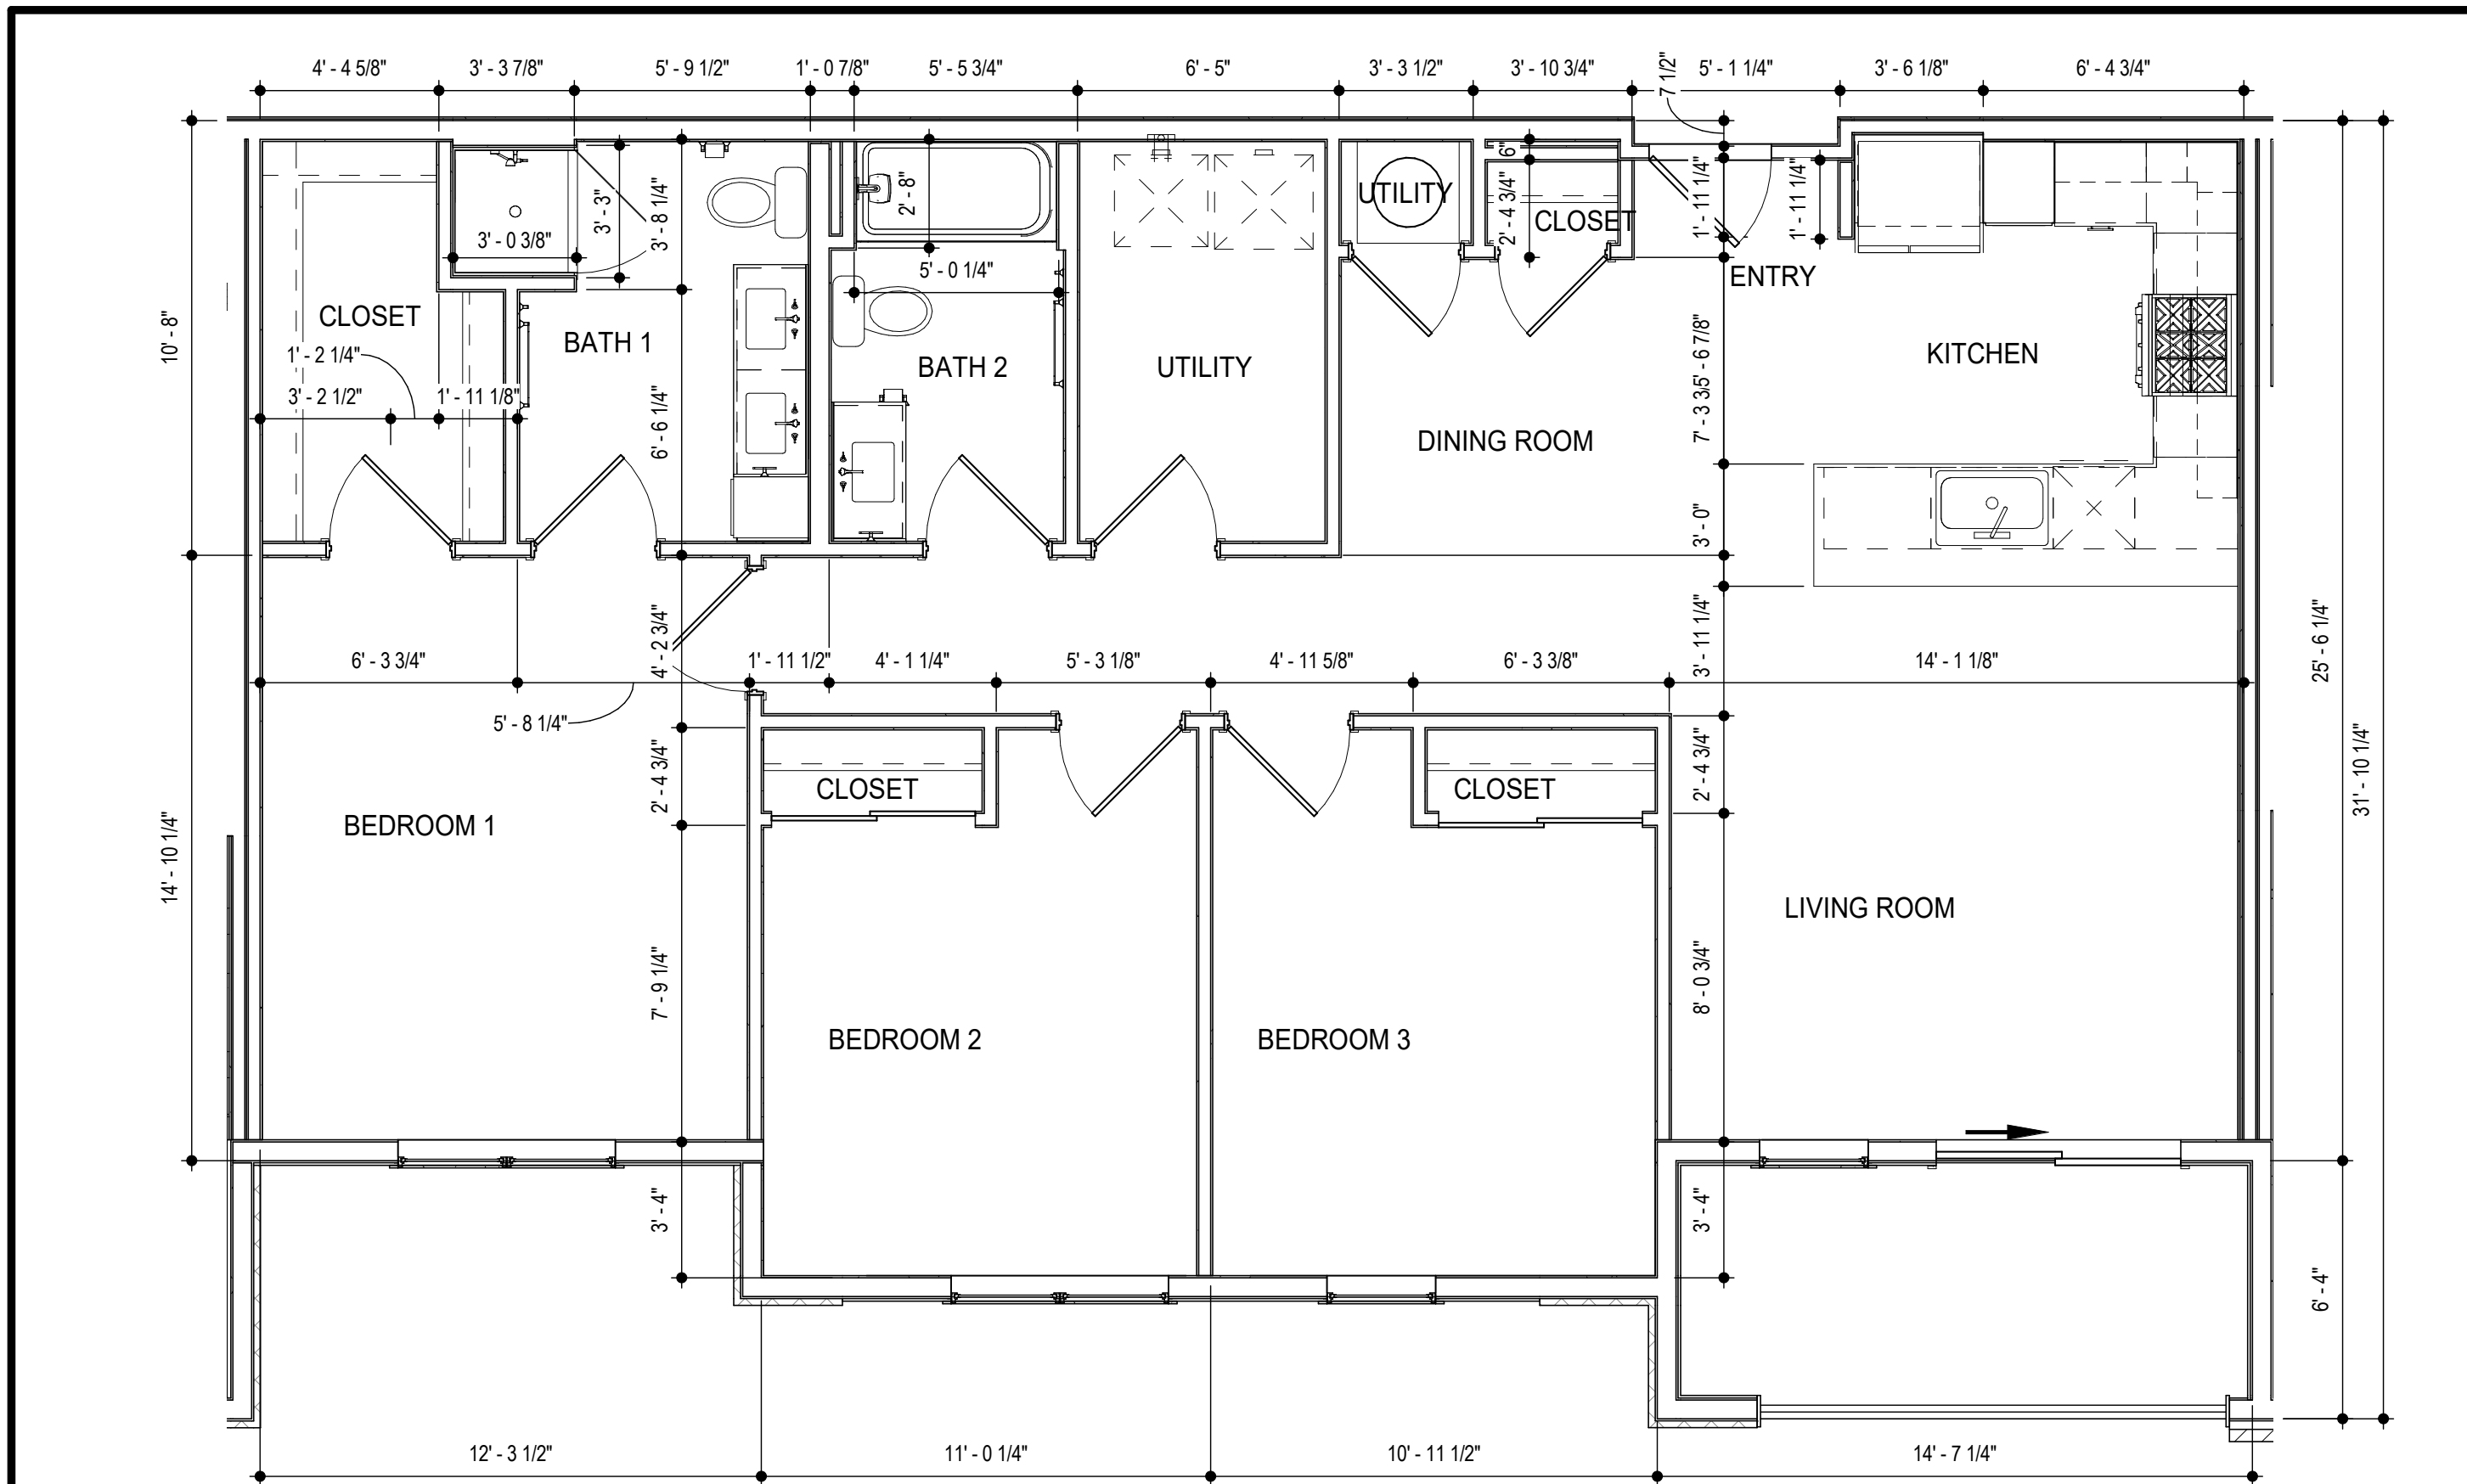 4' - 4 5/8" 3' - 3 7/8" 5' - 9 1/2" 1' - 0 7/8" 5' - 5 3/4" 6' - 5" 3' - 3 1/2" 3' - 10 3/4" 7 1/2" 5' - 1 1/4" 3' - 6 1/8" 6' - 4 3/4"
6"
2' - 8"
3' - 3"
3' - 8 1/4"
UTILITY
2' - 4 3/4"
CLOSET
1' - 11 1/4"
1' - 11 1/4"
3' - 0 3/8"
5' - 0 1/4"
ENTRY
10' - 8"
CLOSET
BATH 1
BATH 2
UTILITY
KITCHEN
1' - 2 1/4"
3' - 2 1/2" 1' - 11 1/8"
6' - 6 1/4"
DINING ROOM
5' - 6 7/8"
3' - 0"
4' - 2 3/4"
3' - 11 1/4"
25' - 6 1/4"
6' - 3 3/4" 1' - 11 1/2" 4' - 1 1/4" 5' - 3 1/8" 4' - 11 5/8" 6' - 3 3/8" 14' - 1 1/8"
5' - 8 1/4"
31' - 10 1/4"
2' - 4 3/4"
CLOSET
CLOSET
2' - 4 3/4"
BEDROOM 1
14' - 10 1/4"
LIVING ROOM
7' - 9 1/4"
8' - 0 3/4"
BEDROOM 2
BEDROOM 3
3' - 4"
3' - 4"
6' - 4"
12' - 3 1/2" 11' - 0 1/4" 10' - 11 1/2" 14' - 7 1/4"